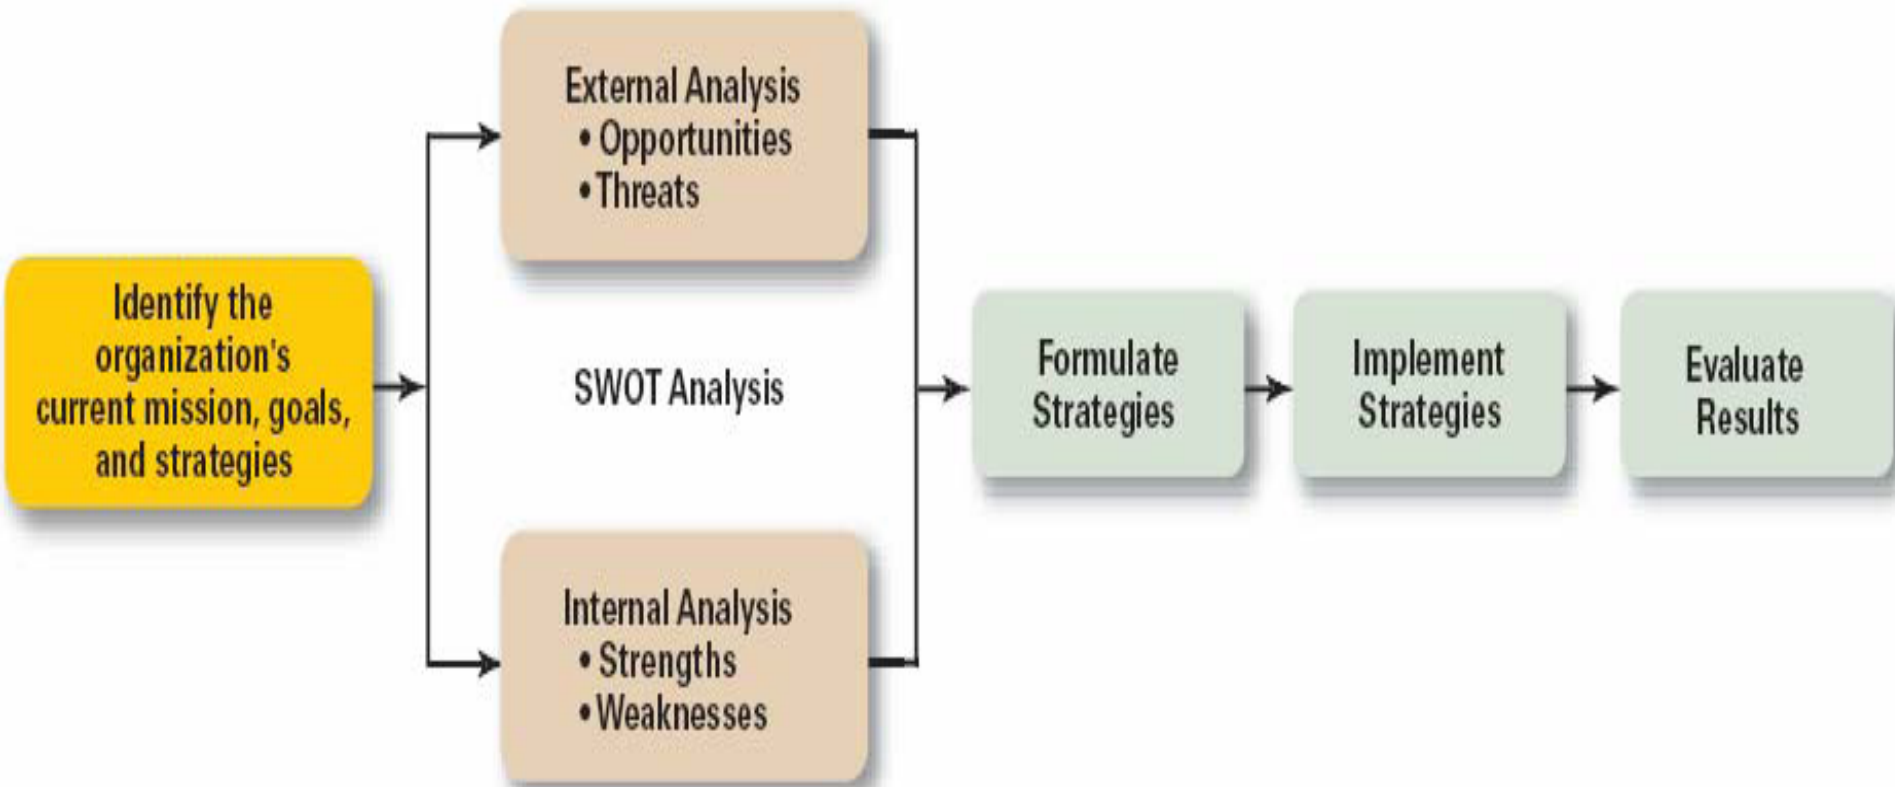 Identify the
organization's
current mission, goals,
and strategies
External Analysis
• Opportunities
• Threats
SWOT Analysis
Internal Analysis
• Strengths
• Weaknesses
Formulate
Strategies
Implement
Strategies
Evaluate
Results